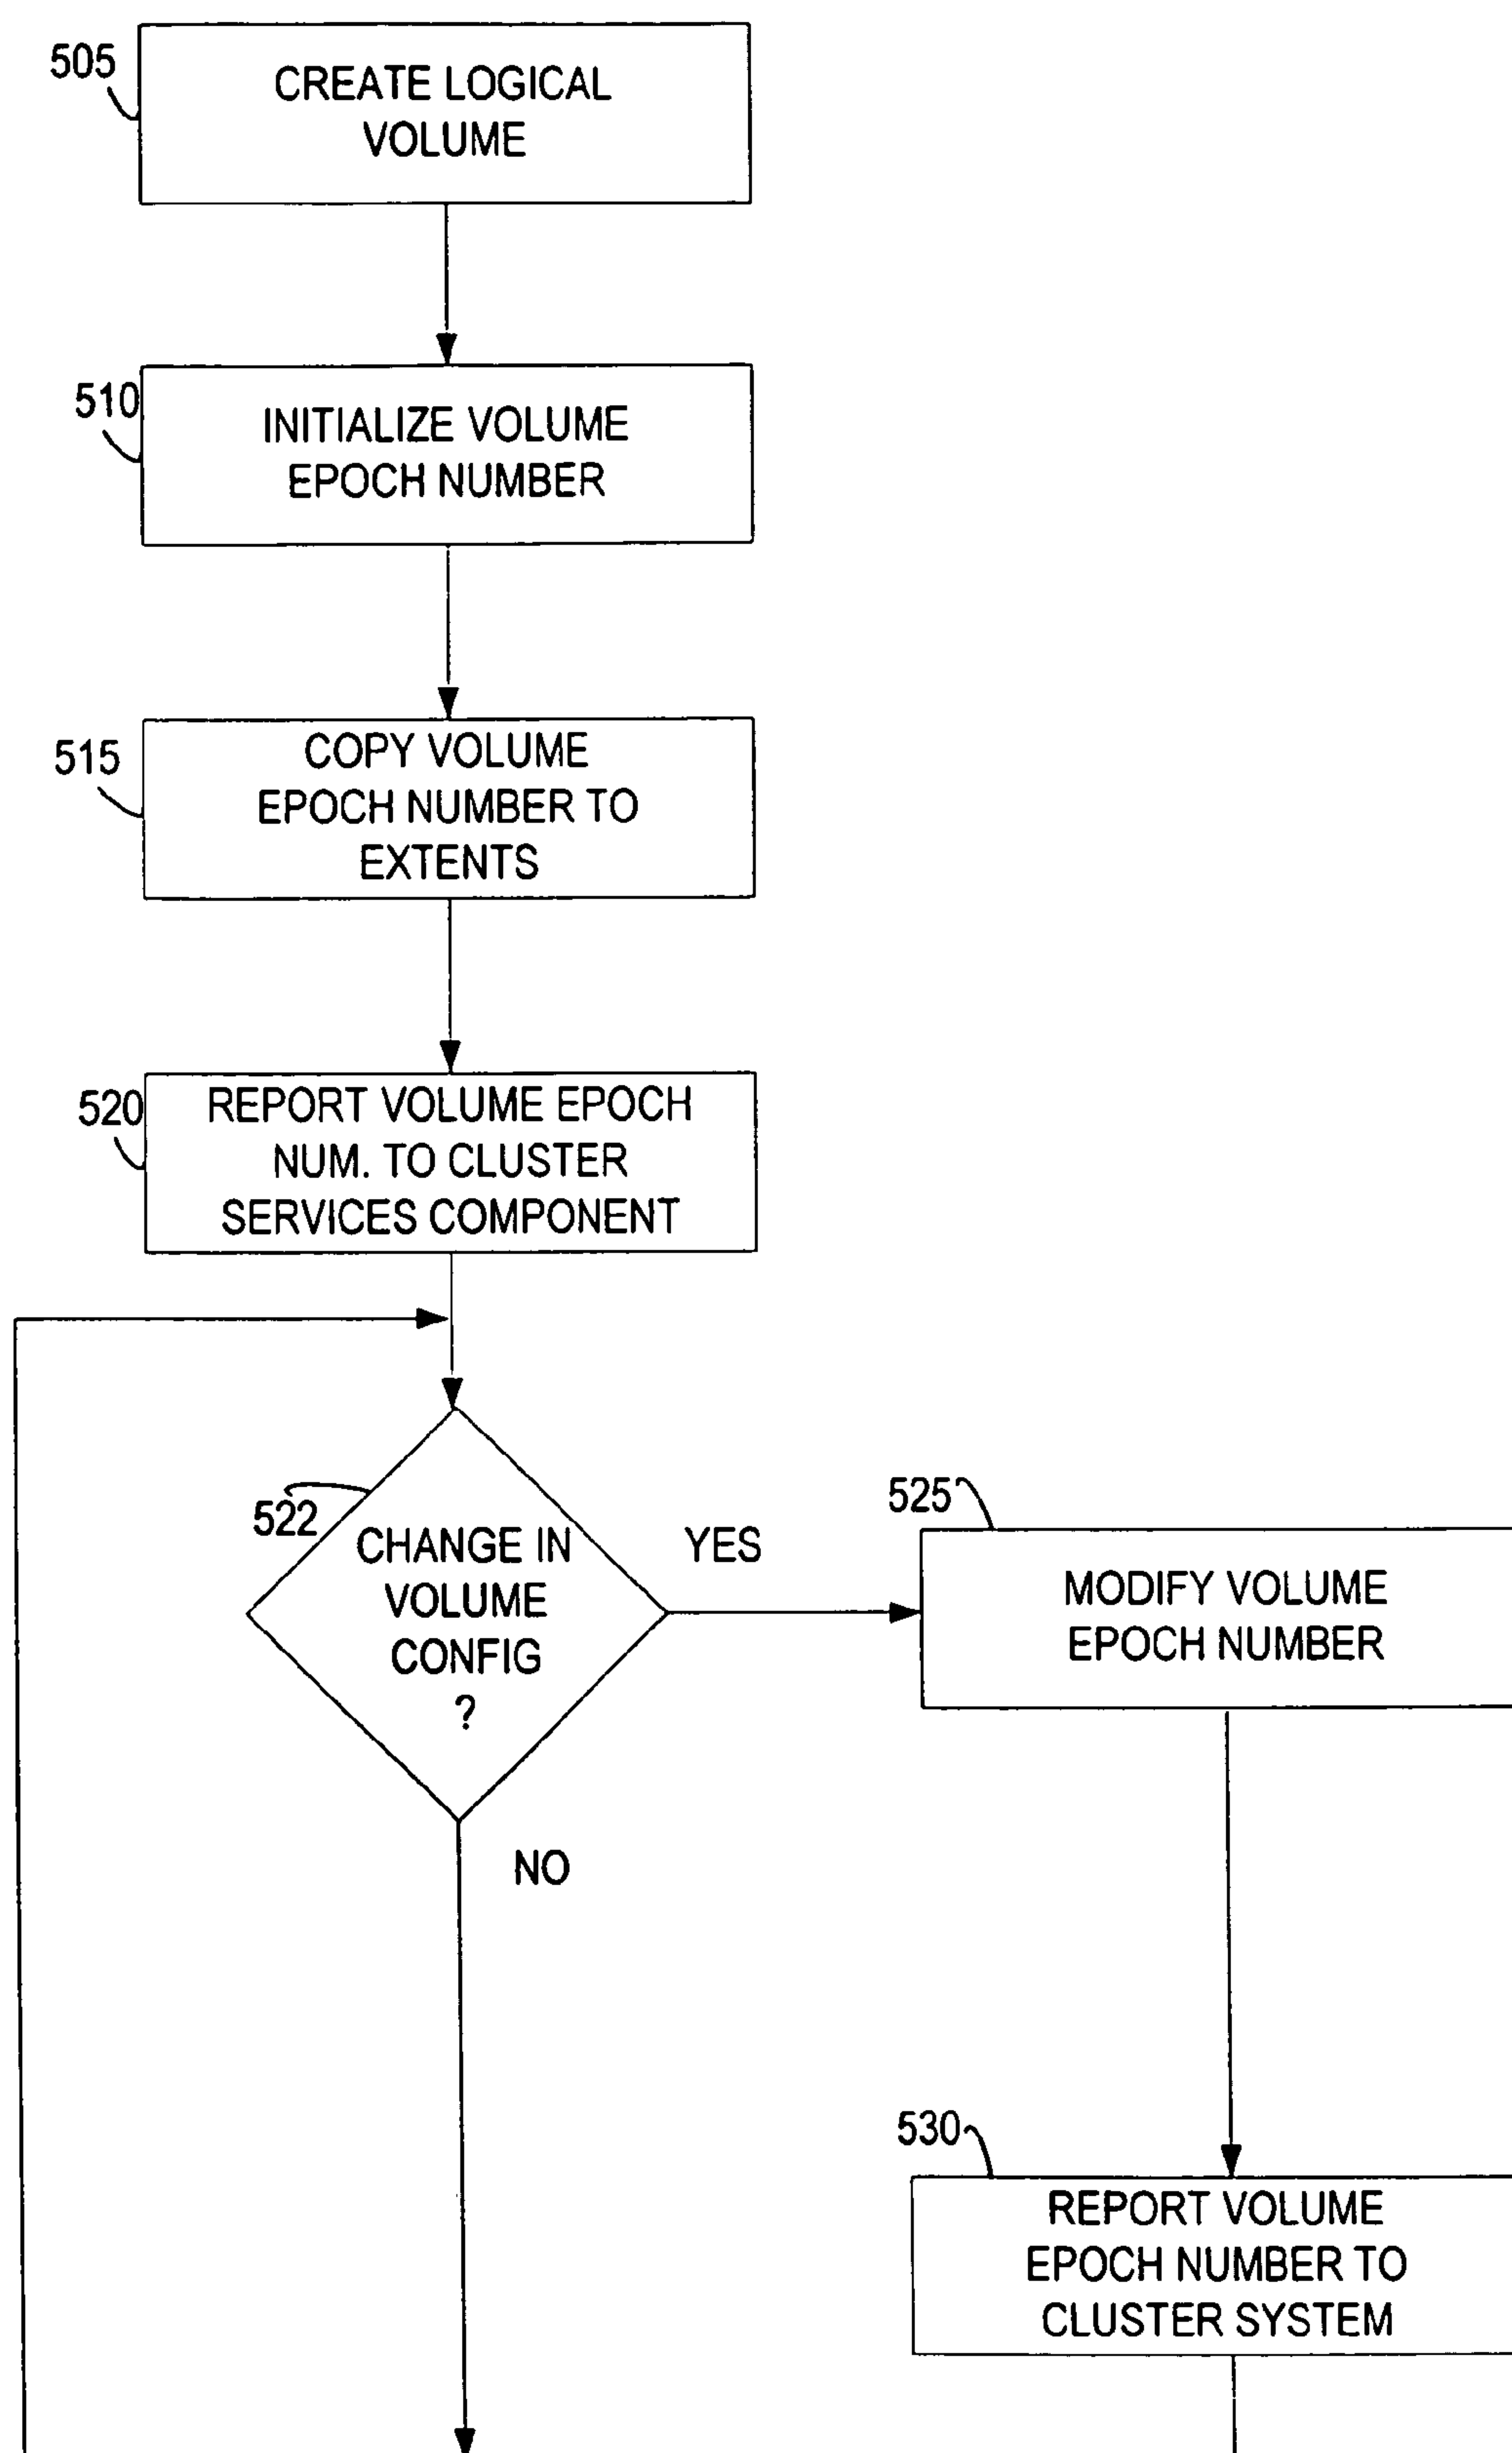 505
CREATE LOGICAL
VOLUME
510
INITIALIZE VOLUME
EPOCH NUMBER
515
COPY VOLUME
EPOCH NUMBER TO
EXTENTS
520
REPORT VOLUME EPOCH
NUM. TO CLUSTER
SERVICES COMPONENT
522
CHANGE IN
VOLUME
CONFIG
?
YES
NO
525
MODIFY VOLUME
EPOCH NUMBER
530
REPORT VOLUME
EPOCH NUMBER TO
CLUSTER SYSTEM